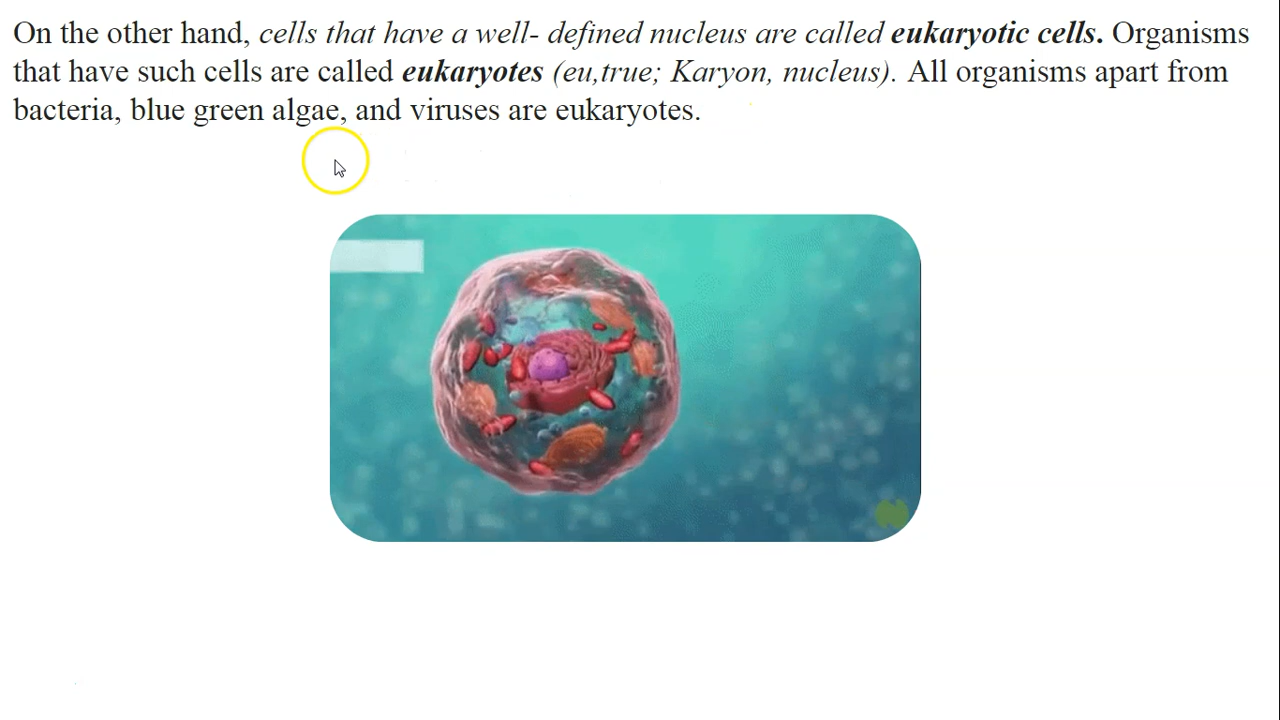 On the other hand, cells that have a well- defined nucleus are called eukaryotic cells. Organisms
that have such cells are called eukaryotes (eu,true; Karyon, nucleus). All organisms apart from
bacteria, blue green algae, and viruses are eukaryotes.